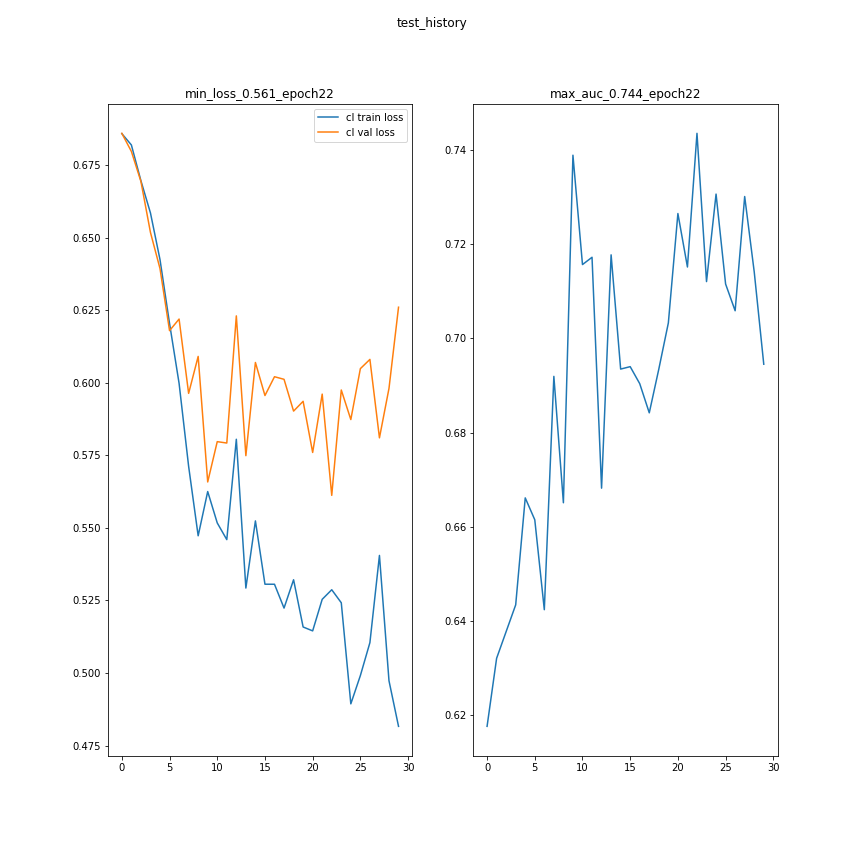 test_history
min_loss_0.561_epoch22
max_auc_0.744_epoch22
cl train loss
cl val loss
0.675
0.650
0.625
0.600
0.575
0.550
0.525
0.500
0.475
0 5 10 15 20 25 30
0.74
0.72
0.70
0.68
0.66
0.64
0.62
0 5 10 15 20 25 30